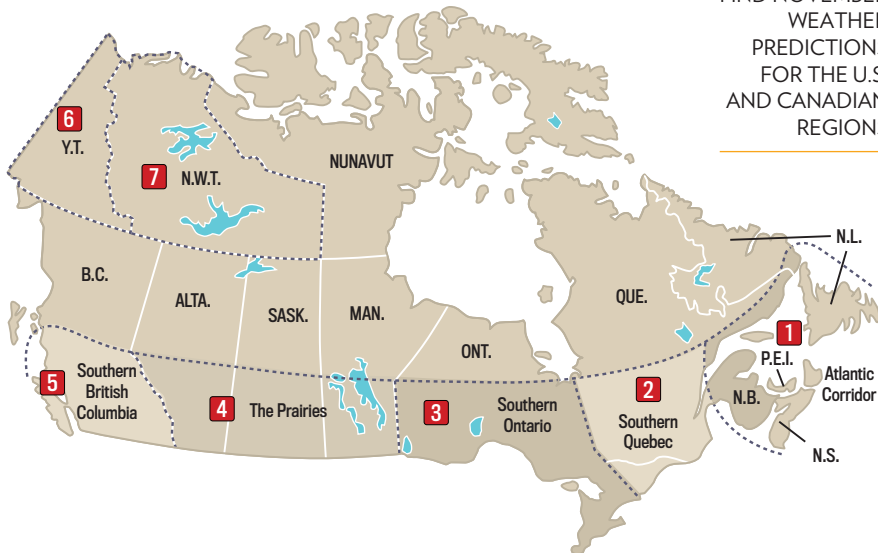 WEATHER
PREDICTION
FOR THE U.S
AND CANADIAN
REGION
6
Y.T.
7
N.W.T.
NUNAVUT
B.C.
ALTA.
SASK.
MAN.
ONT.
QUE.
N.L.
1
P.E.I.
N.B.
Atlantic
Corridor
N.S.
5
Southern
British
Columbia
4
The Prairies
3
Southern
Ontario
2
Southern
Quebec